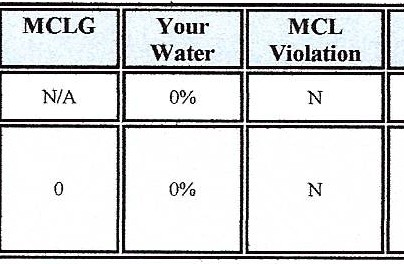 MCLG Your Water MCL Violation
N/A 0% N
0 0% N